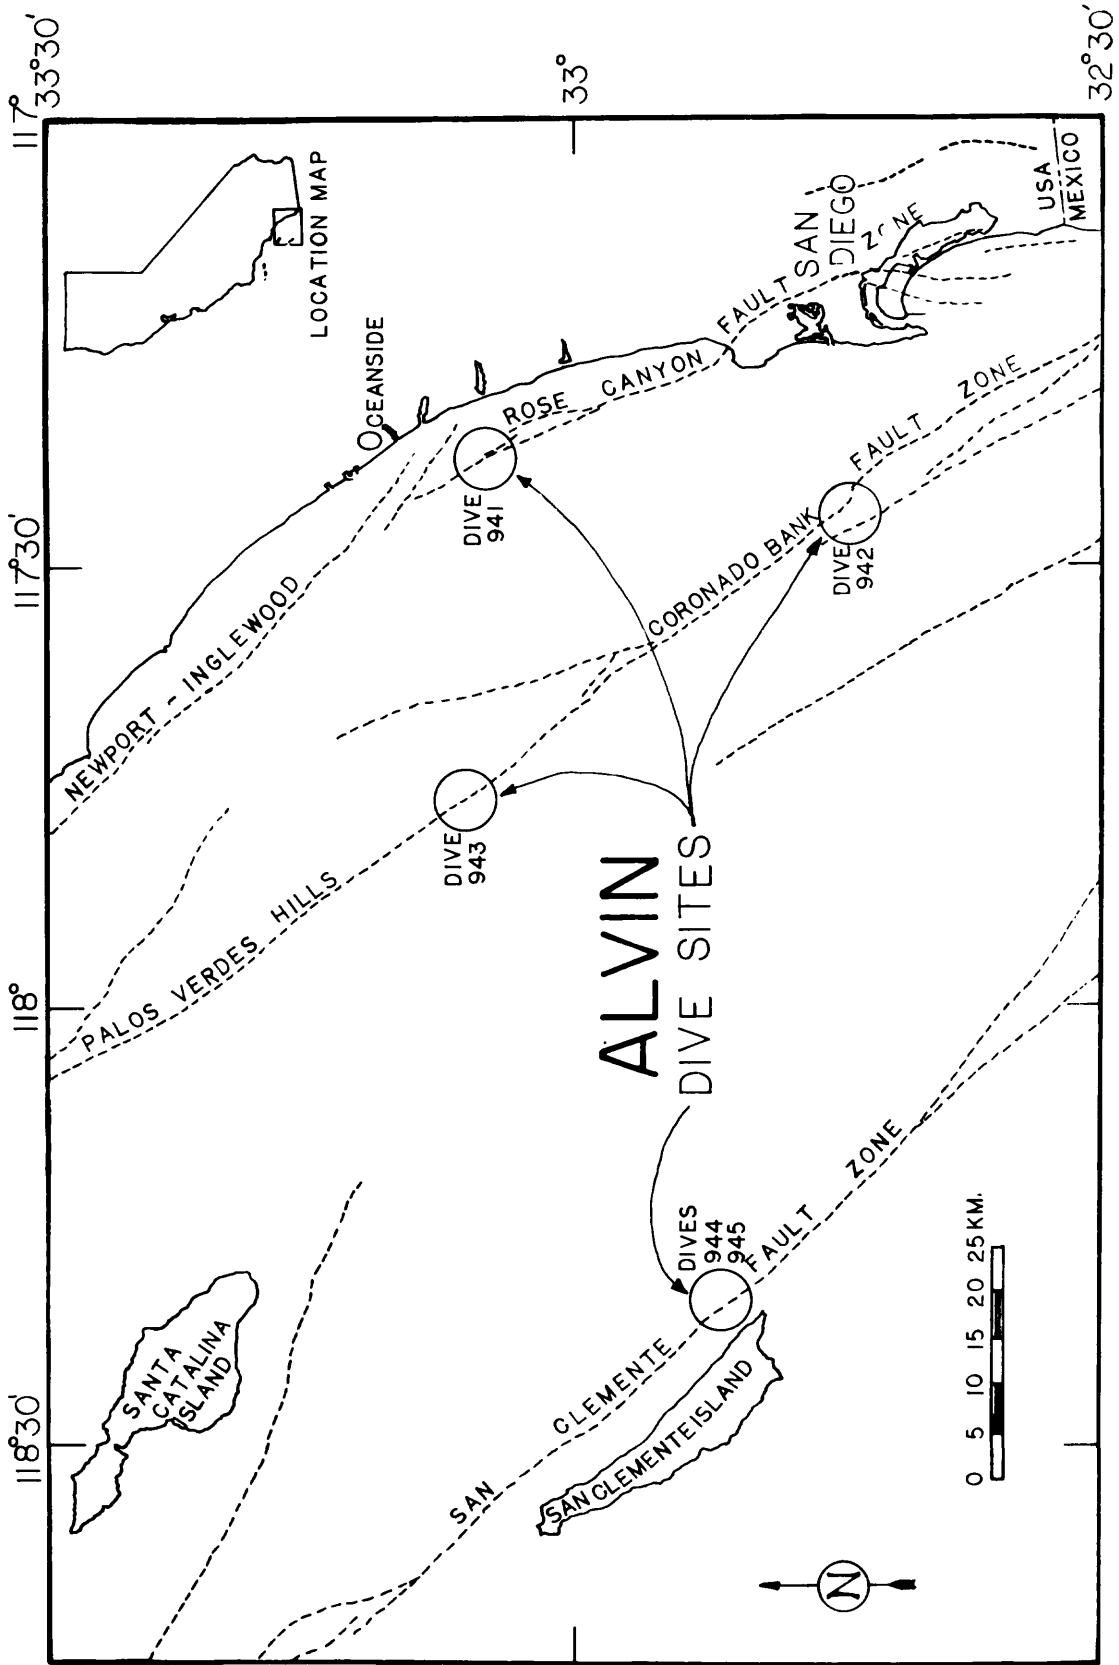 118°30'
118°
117°30'
117°
33°30'
33°
32°30'
SANTA
CATALINA
ISLAND
PALOS VERDES HILLS
NEWPORT - INGLEWOOD
OCEANSIDE
LOCATION MAP
SAN CLEMENTE FAULT ZONE
SAN CLEMENTE ISLAND
DIVES
944
945
DIVE
943
DIVE
941
DIVE
942
ALVIN
DIVE SITES
ROSE CANYON FAULT ZONE
CORONADO BANK FAULT ZONE
SAN
DIEGO
USA
MEXICO
N
0 5 10 15 20 25 KM.